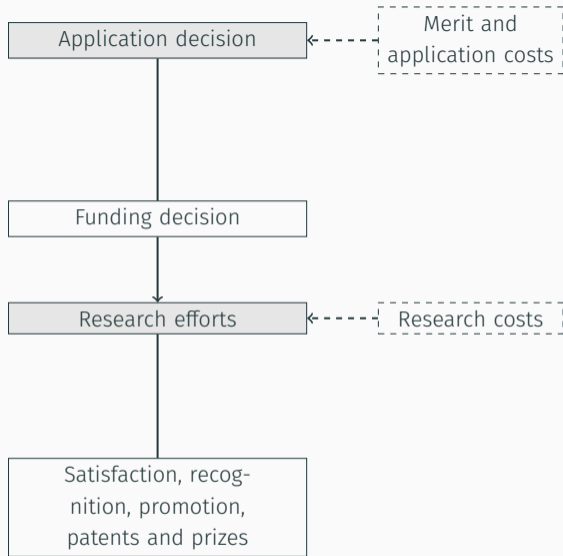 Application decision
Merit and
application costs
Funding decision
Research efforts
Research costs
Satisfaction, recog-
nition, promotion,
patents and prizes